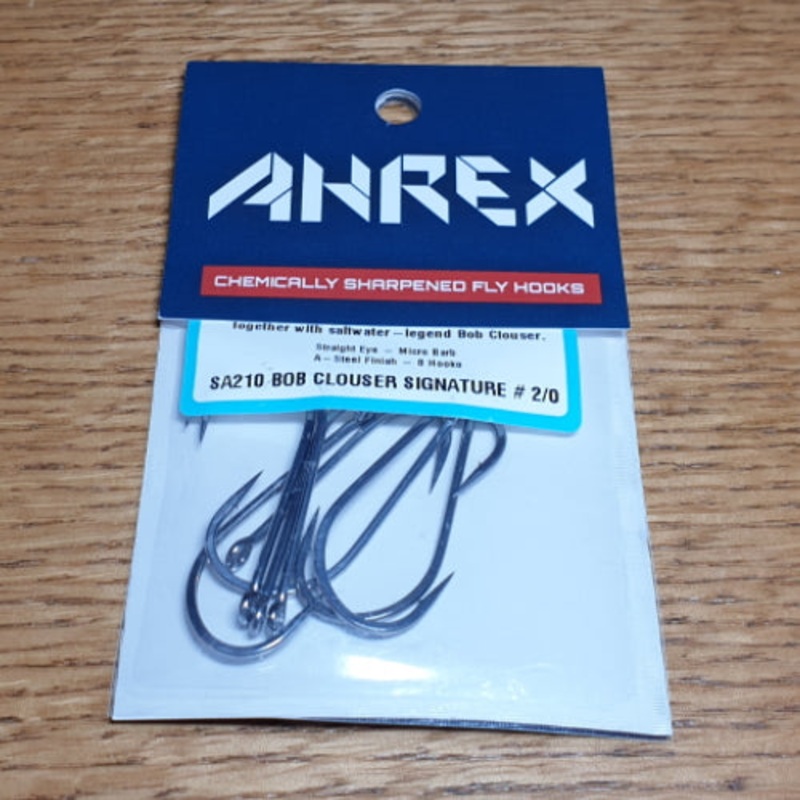 AHREX
CHEMICALLY SHARPENED FLY HOOKS
together with saltwater – legend Bob Clouser.
Straight Eye – Micro Barb
A – Steel Finish – 8 Hooks
SA210 BOB CLOUSER SIGNATURE # 2/0